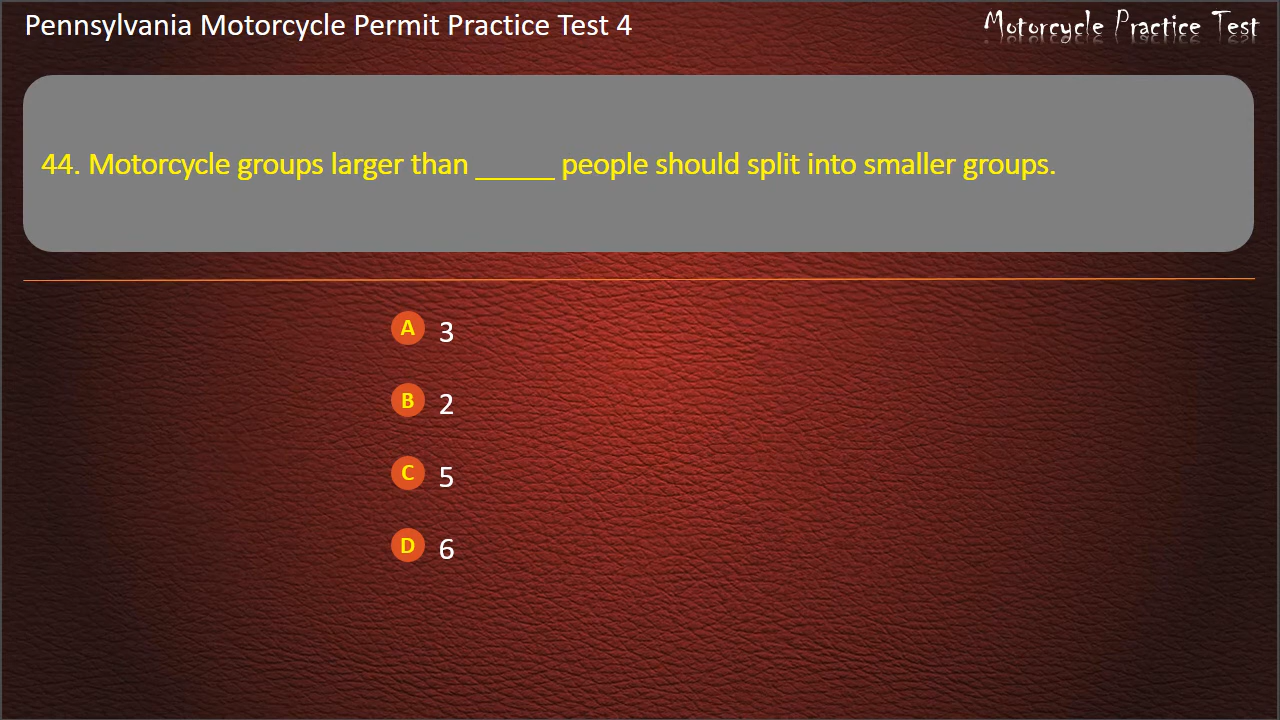 Pennsylvania Motorcycle Permit Practice Test 4
Motorcycle Practice Test
44. Motorcycle groups larger than _____ people should split into smaller groups.
A 3
B 2
C 5
D 6